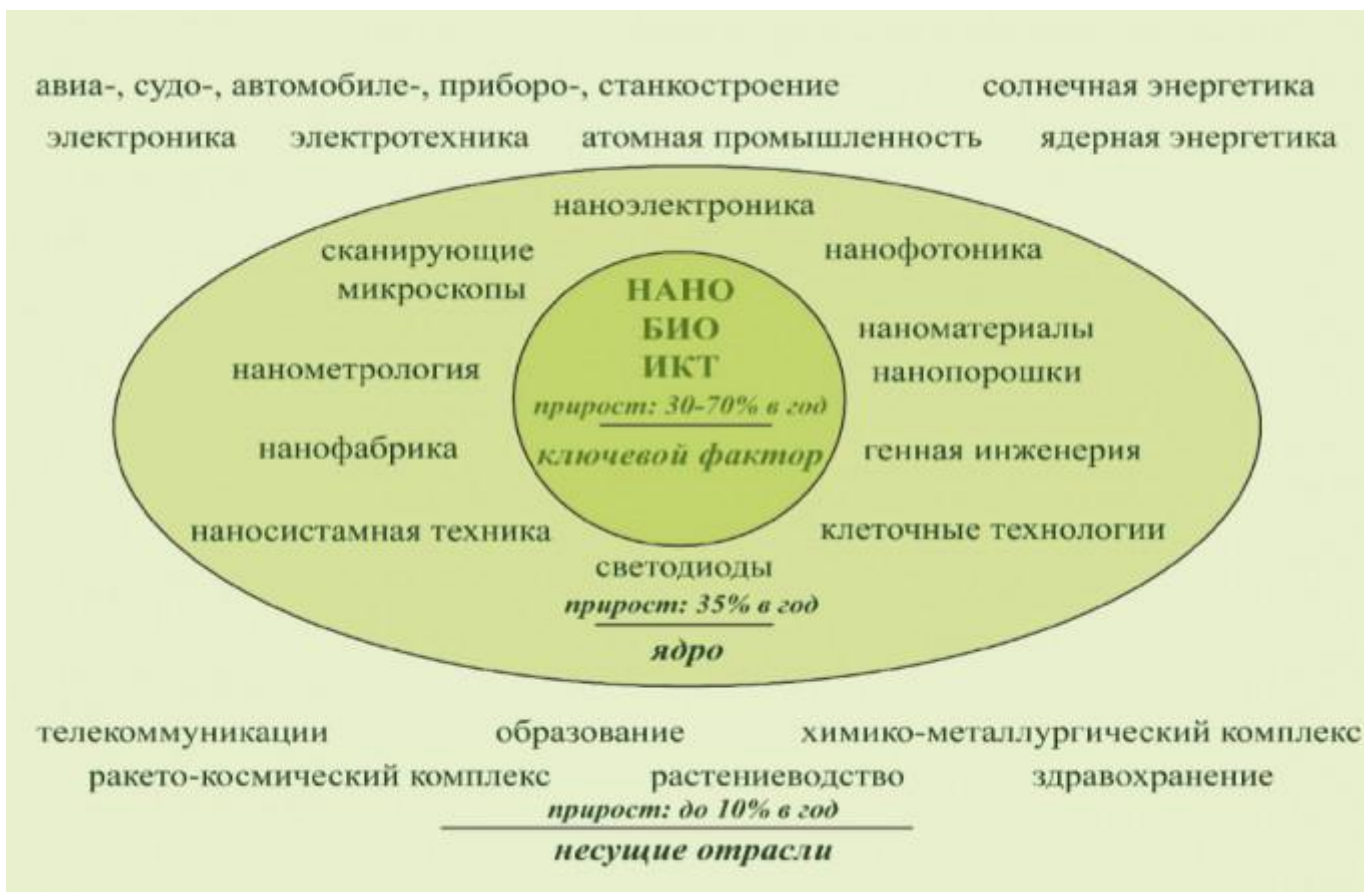 авиа-, судо-, автомобиле-, приборо-, станкостроение солнечная энергетика
электроника электротехника атомная промышленность ядерная энергетика
наноэлектроника
сканирующие
микроскопы
нанофотоника
НАНО
БИО
ИКТ
прирост: 30-70% в год
ключевой фактор
наноматериалы
нанопорошки
нанометрология
нанофабрика
генная инженерия
наносистамная техника
клеточные технологии
светодиоды
прирост: 35% в год
ядро
телекоммуникации образование химико-металлургический комплекс
ракето-космический комплекс растениеводство здравохранение
прирост: до 10% в год
несущие отрасли